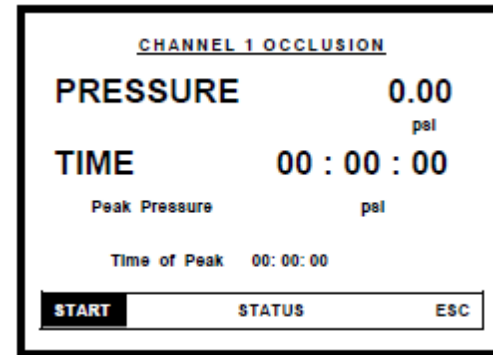 CHANNEL 1 OCCLUSION
PRESSURE 0.00
psi
TIME 00 : 00 : 00
Peak Pressure psi
Time of Peak 00: 00: 00
START STATUS ESC